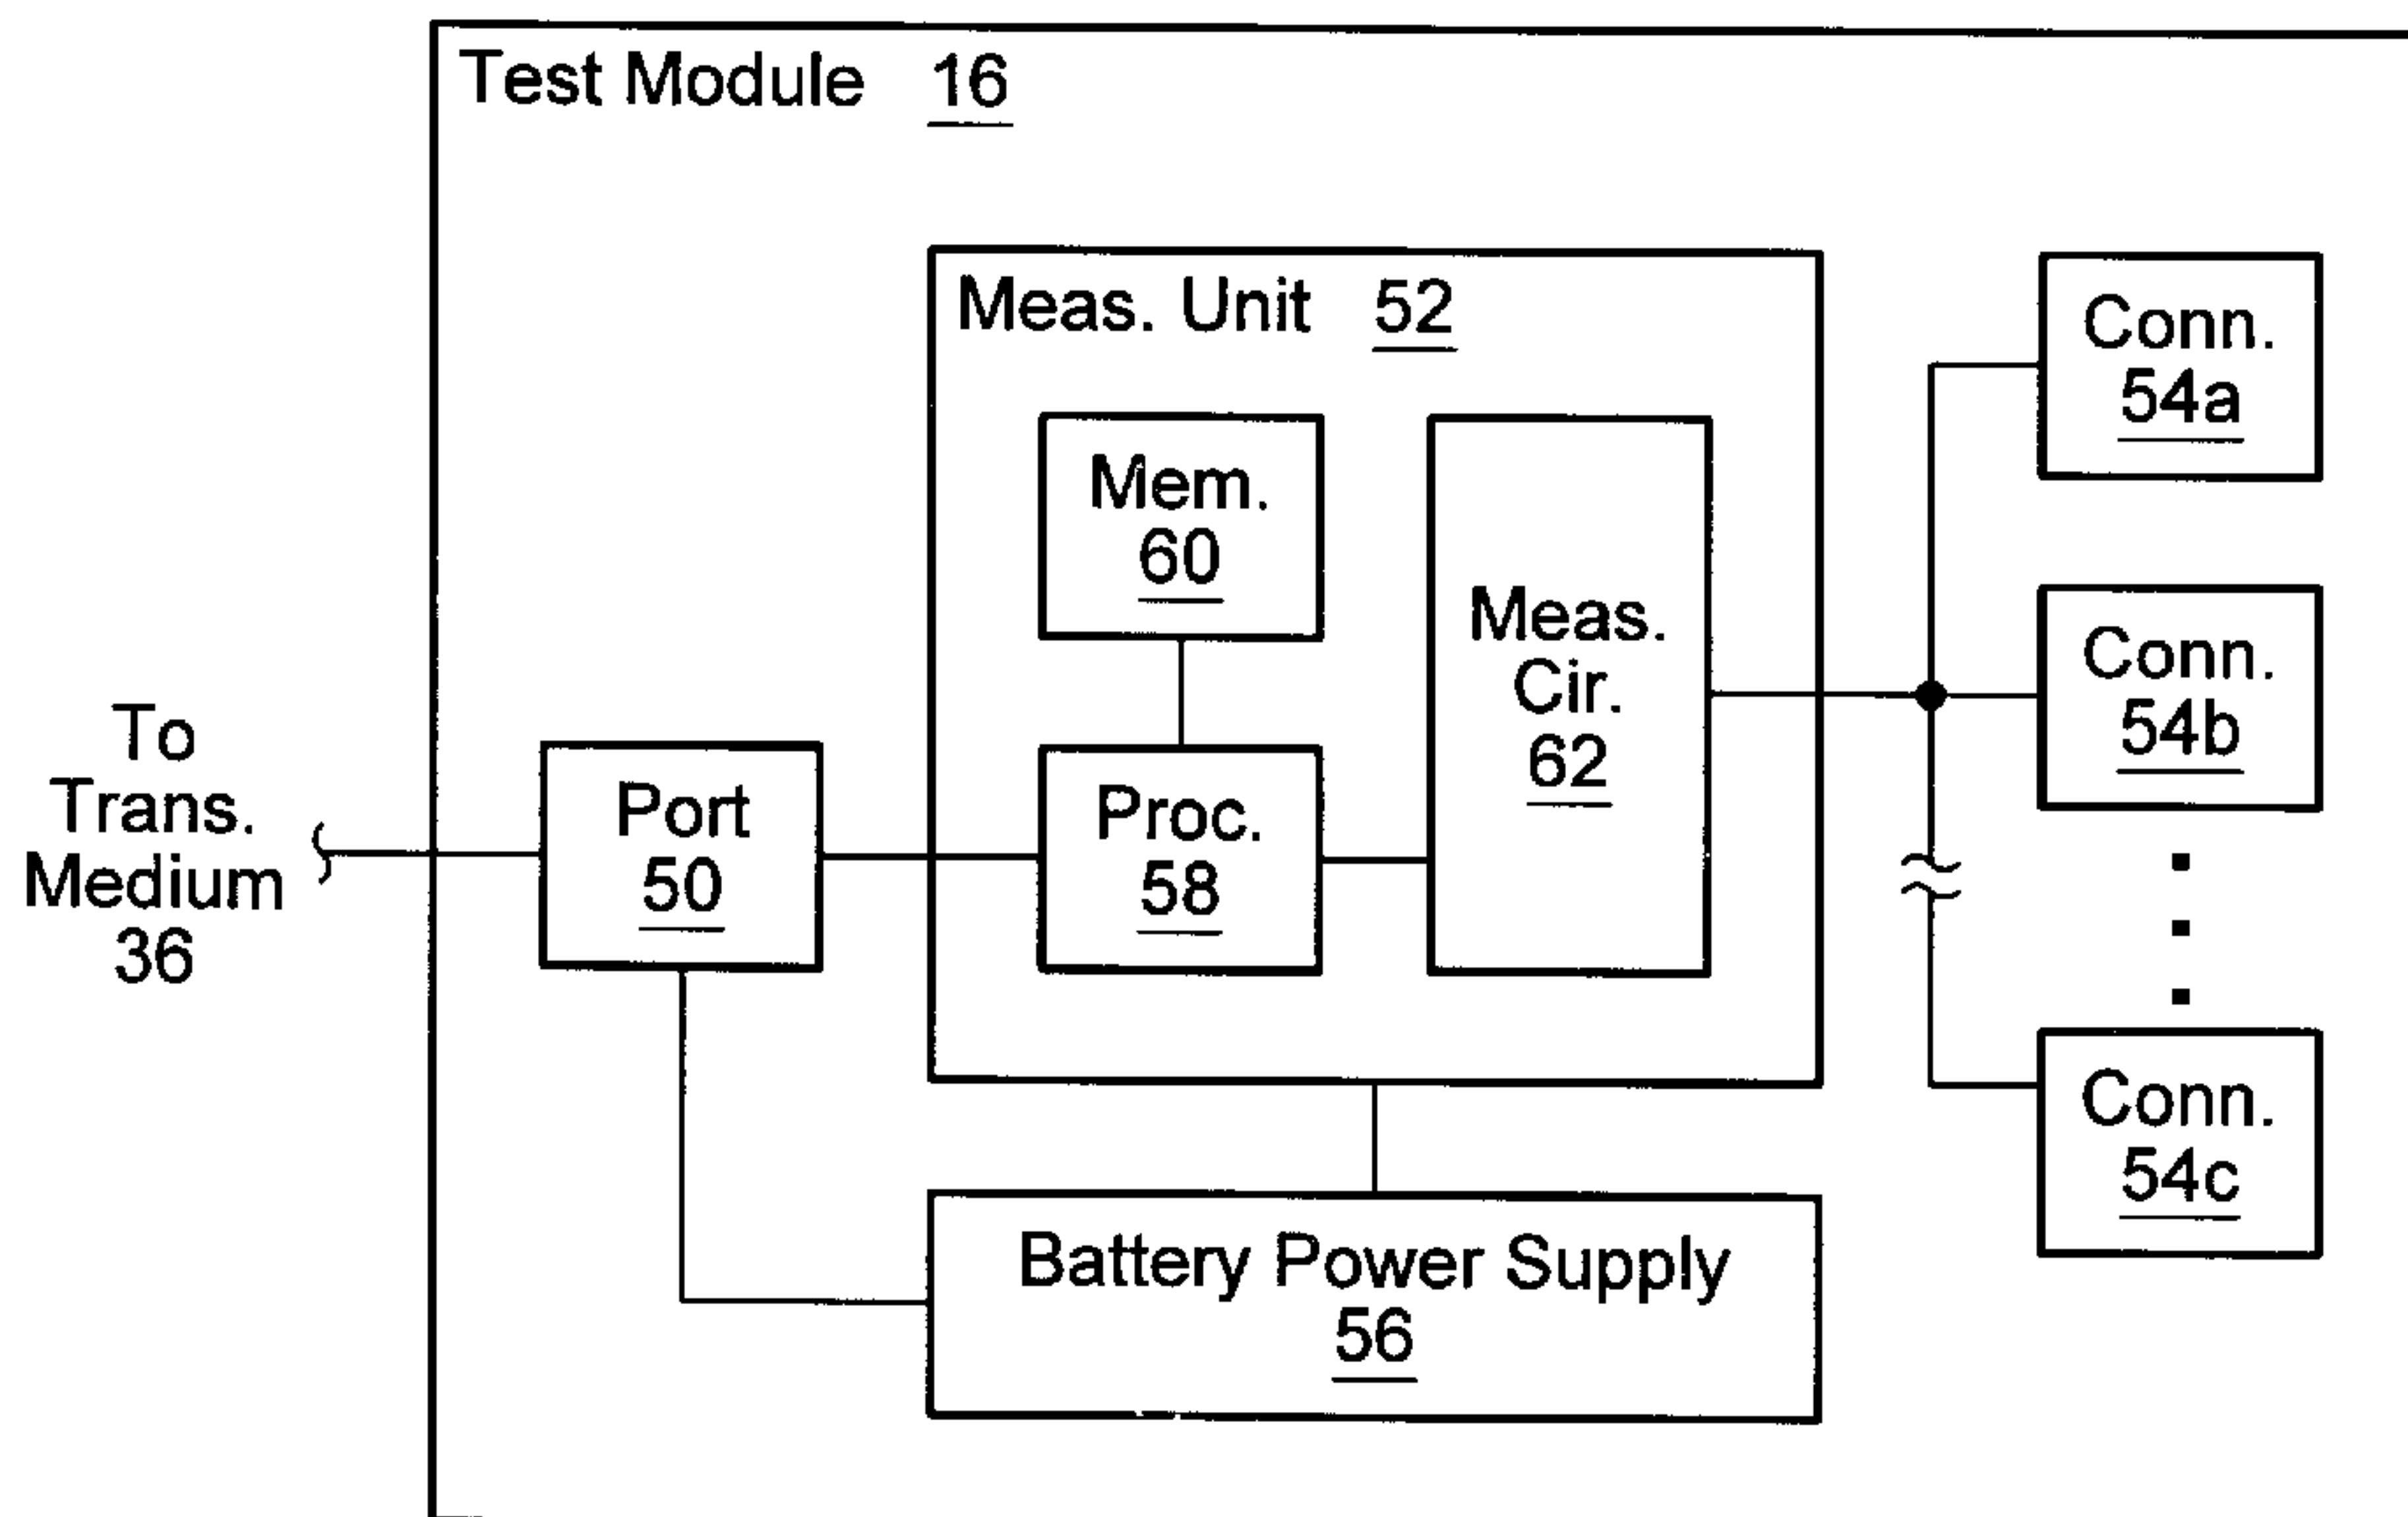 Test Module 16
Meas. Unit 52
Conn.
54a
Mem.
60
Meas.
Cir.
62
Conn.
54b
To
Trans.
Medium
36
Port
50
Proc.
58
Conn.
54c
Battery Power Supply
56